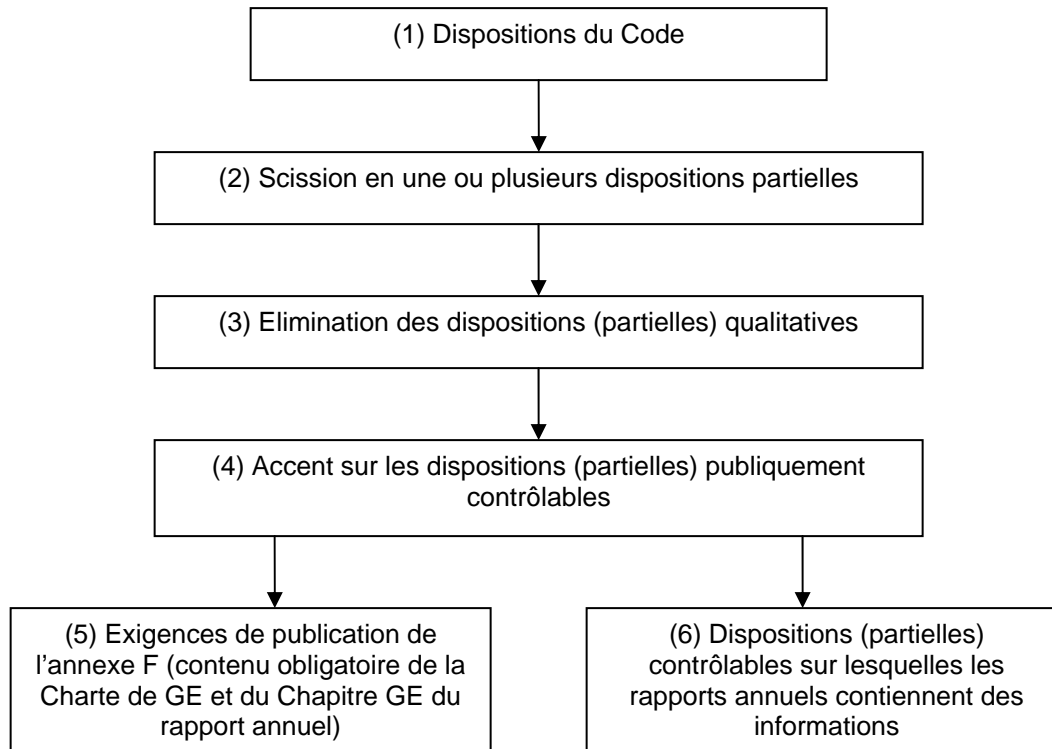 (1) Dispositions du Code
(2) Scission en une ou plusieurs dispositions partielles
(3) Elimination des dispositions (partielles) qualitatives
(4) Accent sur les dispositions (partielles) publiquement
contrôlables
(5) Exigences de publication de
l'annexe F (contenu obligatoire de la
Charte de GE et du Chapitre GE du
rapport annuel)
(6) Dispositions (partielles)
contrôlables sur lesquelles les
rapports annuels contiennent des
informations